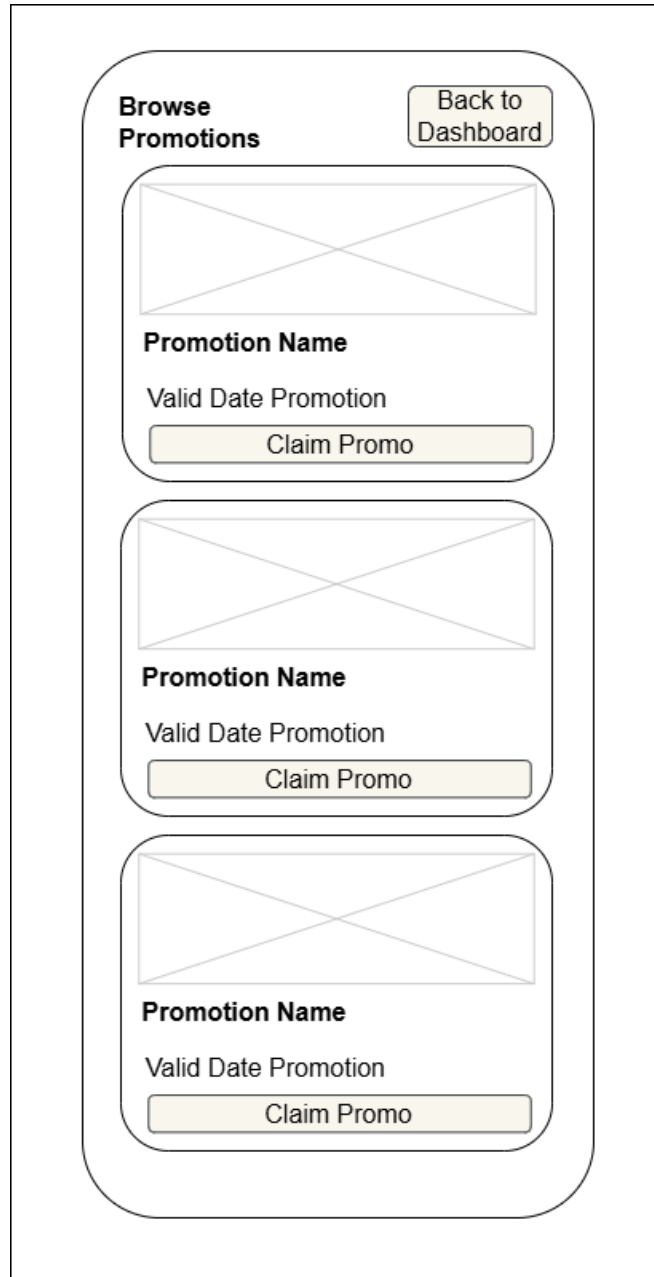 Browse
Promotions
Back to
Dashboard
Promotion Name
Valid Date Promotion
Claim Promo
Promotion Name
Valid Date Promotion
Claim Promo
Promotion Name
Valid Date Promotion
Claim Promo